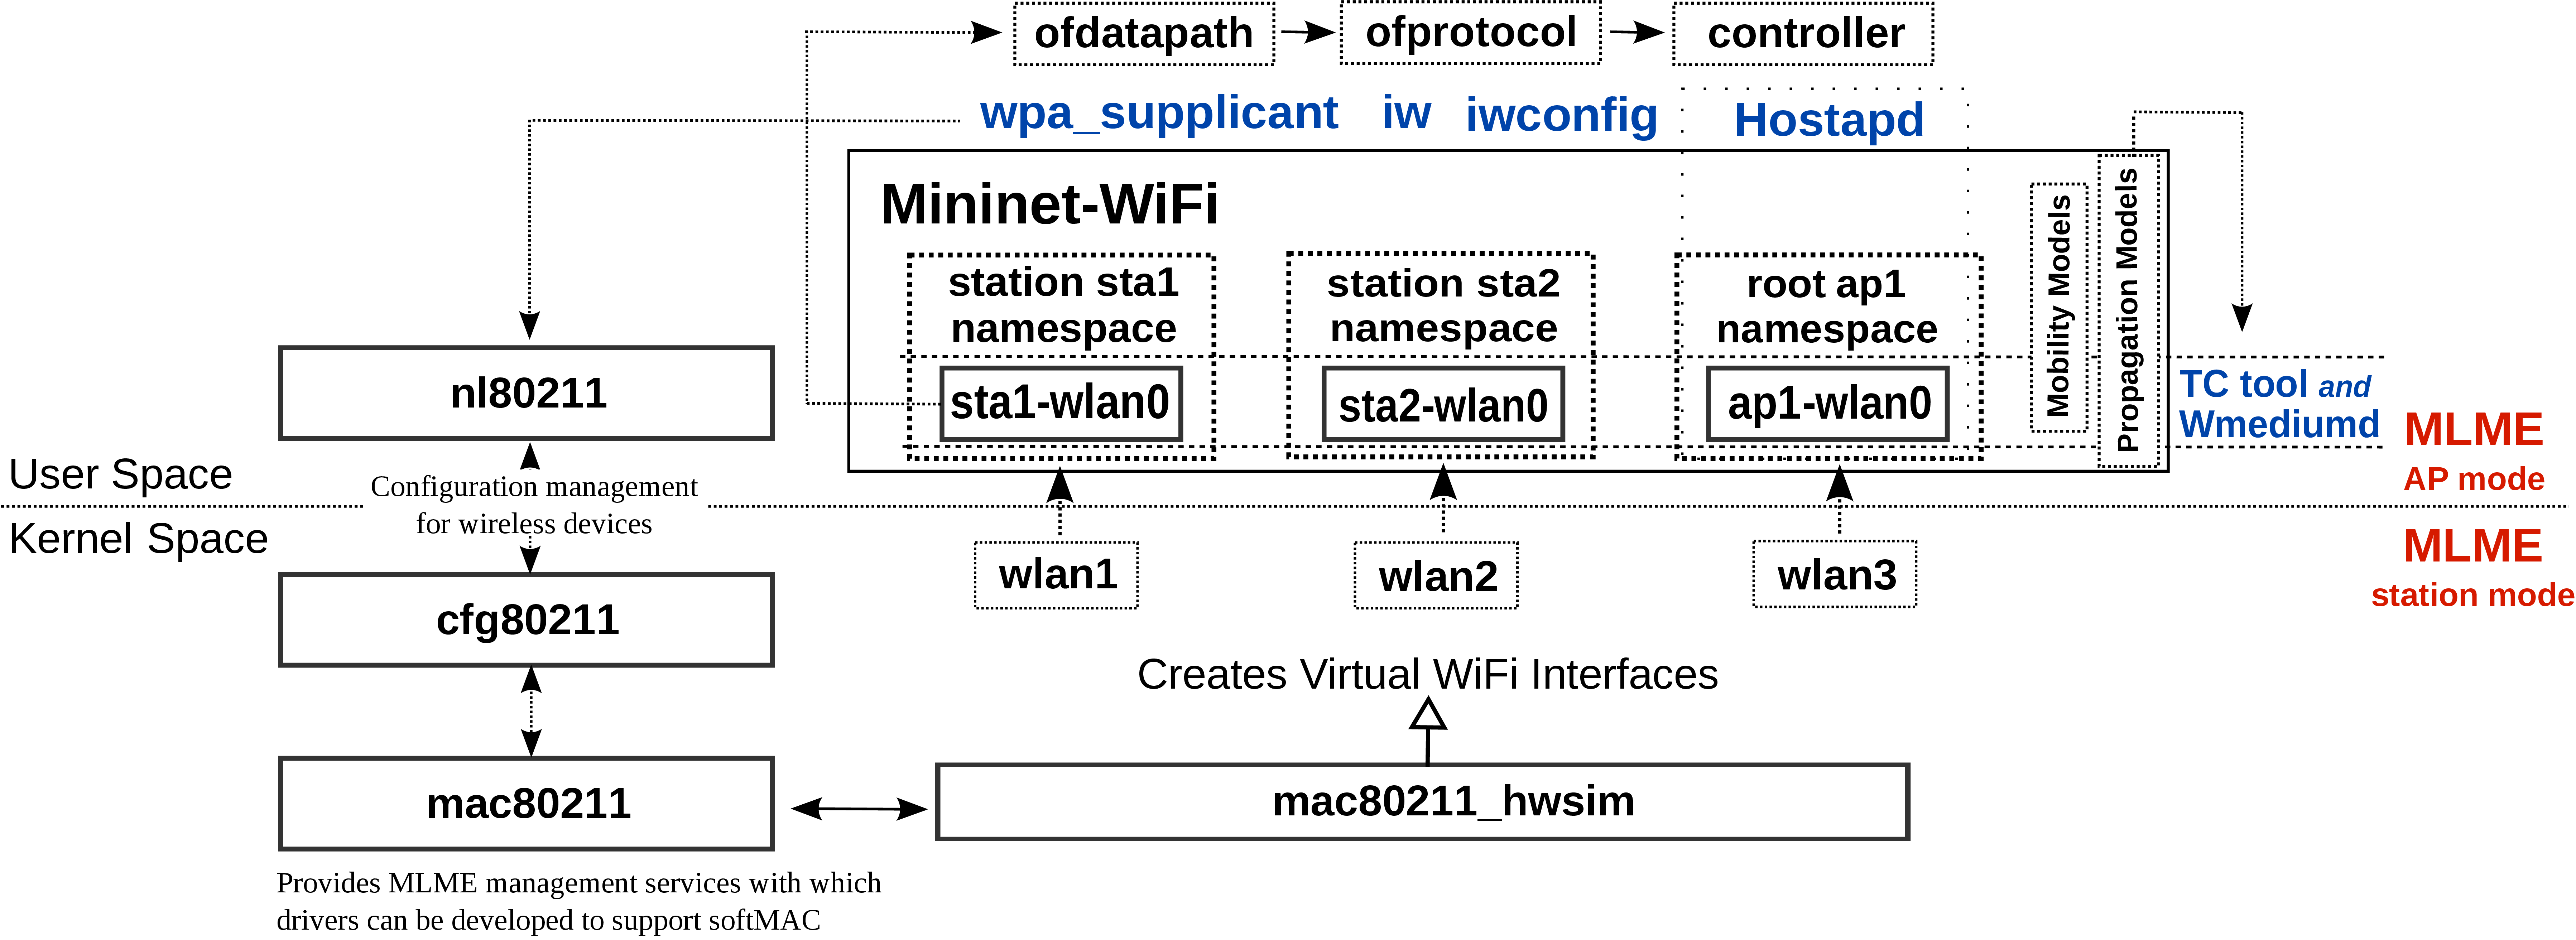 ofdatapath
ofprotocol
controller
wpa_supplicant iw iwconfig Hostapd
Mininet-WiFi
station sta1
namespace
sta1-wlan0
station sta2
namespace
sta2-wlan0
root ap1
namespace
ap1-wlan0
Mobility Models
Propagation Models
TC tool and
Wmediumd
MLME
AP mode
nl80211
User Space
Configuration management
for wireless devices
Kernel Space
MLME
station mode
wlan1
wlan2
wlan3
cfg80211
Creates Virtual WiFi Interfaces
mac80211
mac80211_hwsim
Provides MLME management services with which
drivers can be developed to support softMAC